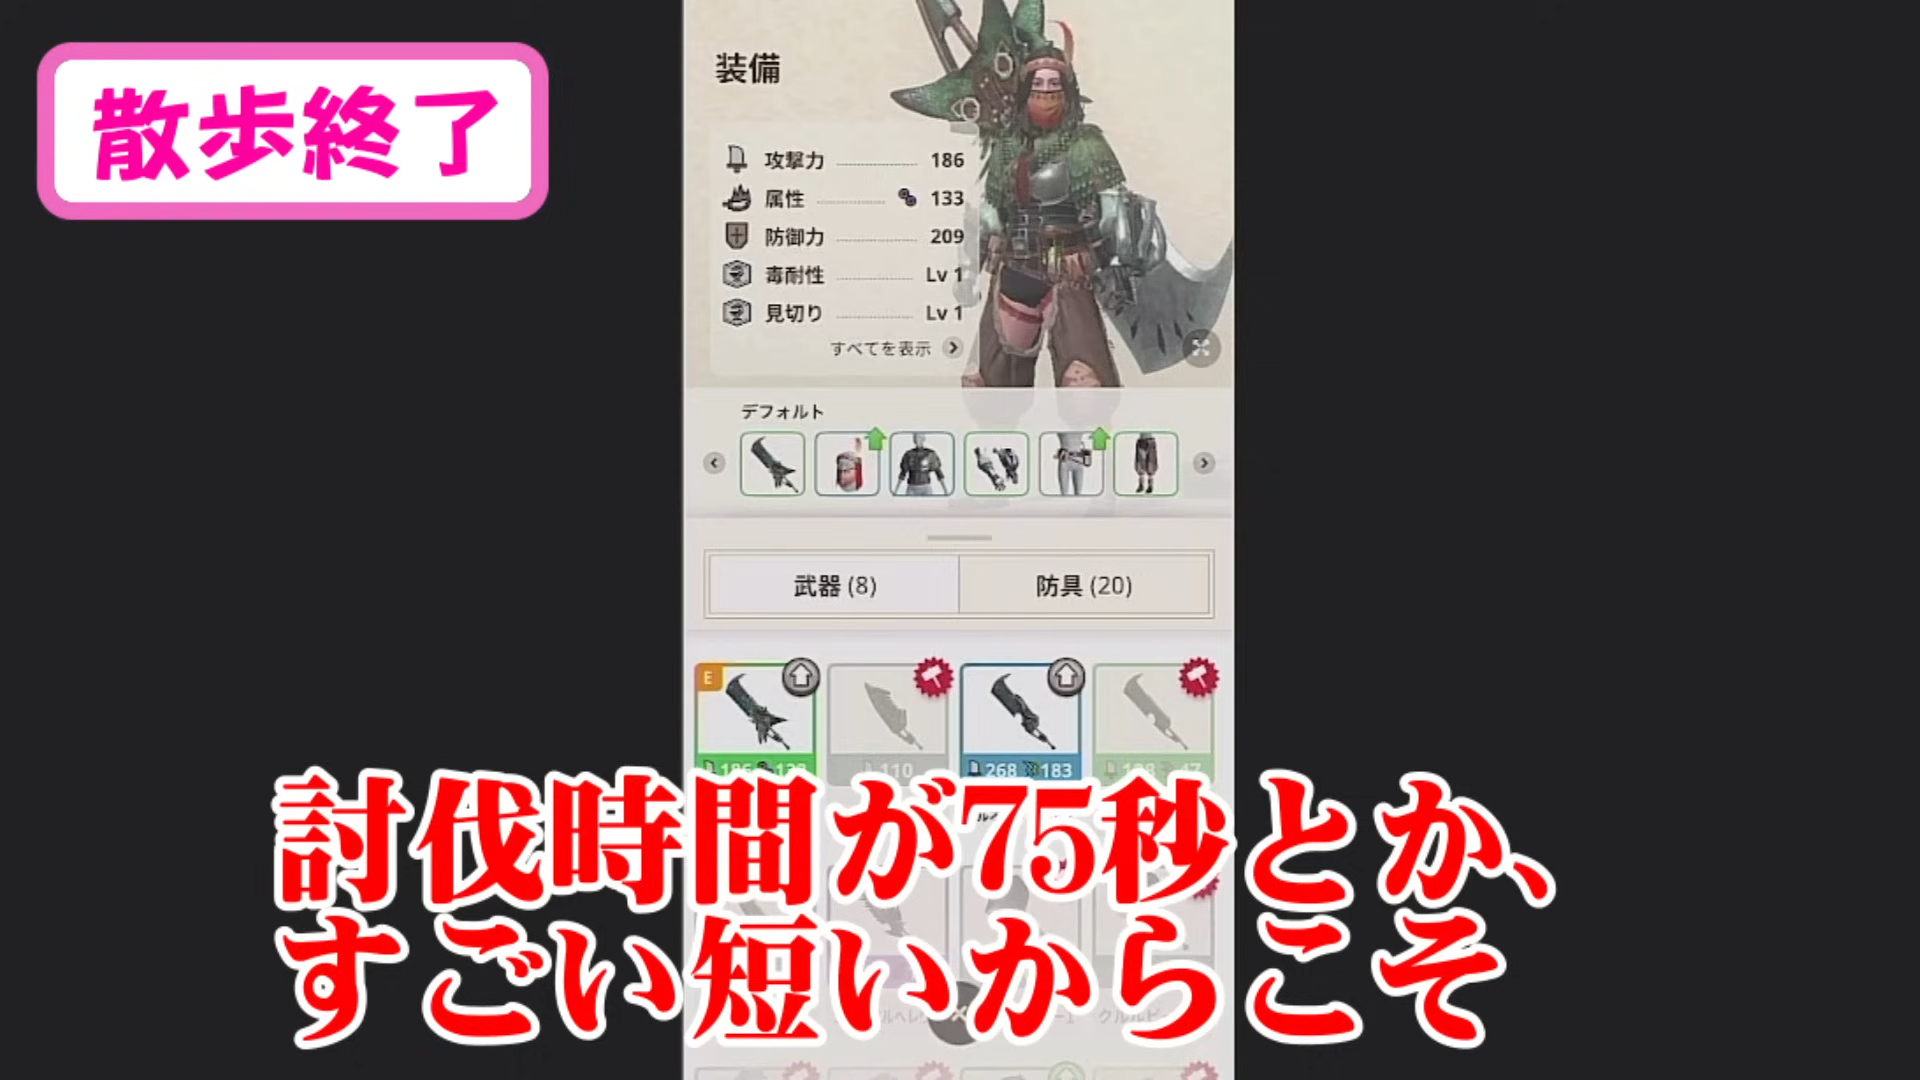 散歩終了
装備
攻撃力 186
属性 133
防御力 209
毒耐性 Lv 1
見切り Lv 1
すべてを表示
デフォルト
武器 (8)
防具 (20)
E
186 133
110
268 183
討伐時間が75秒とか、
すごい短いからこそ